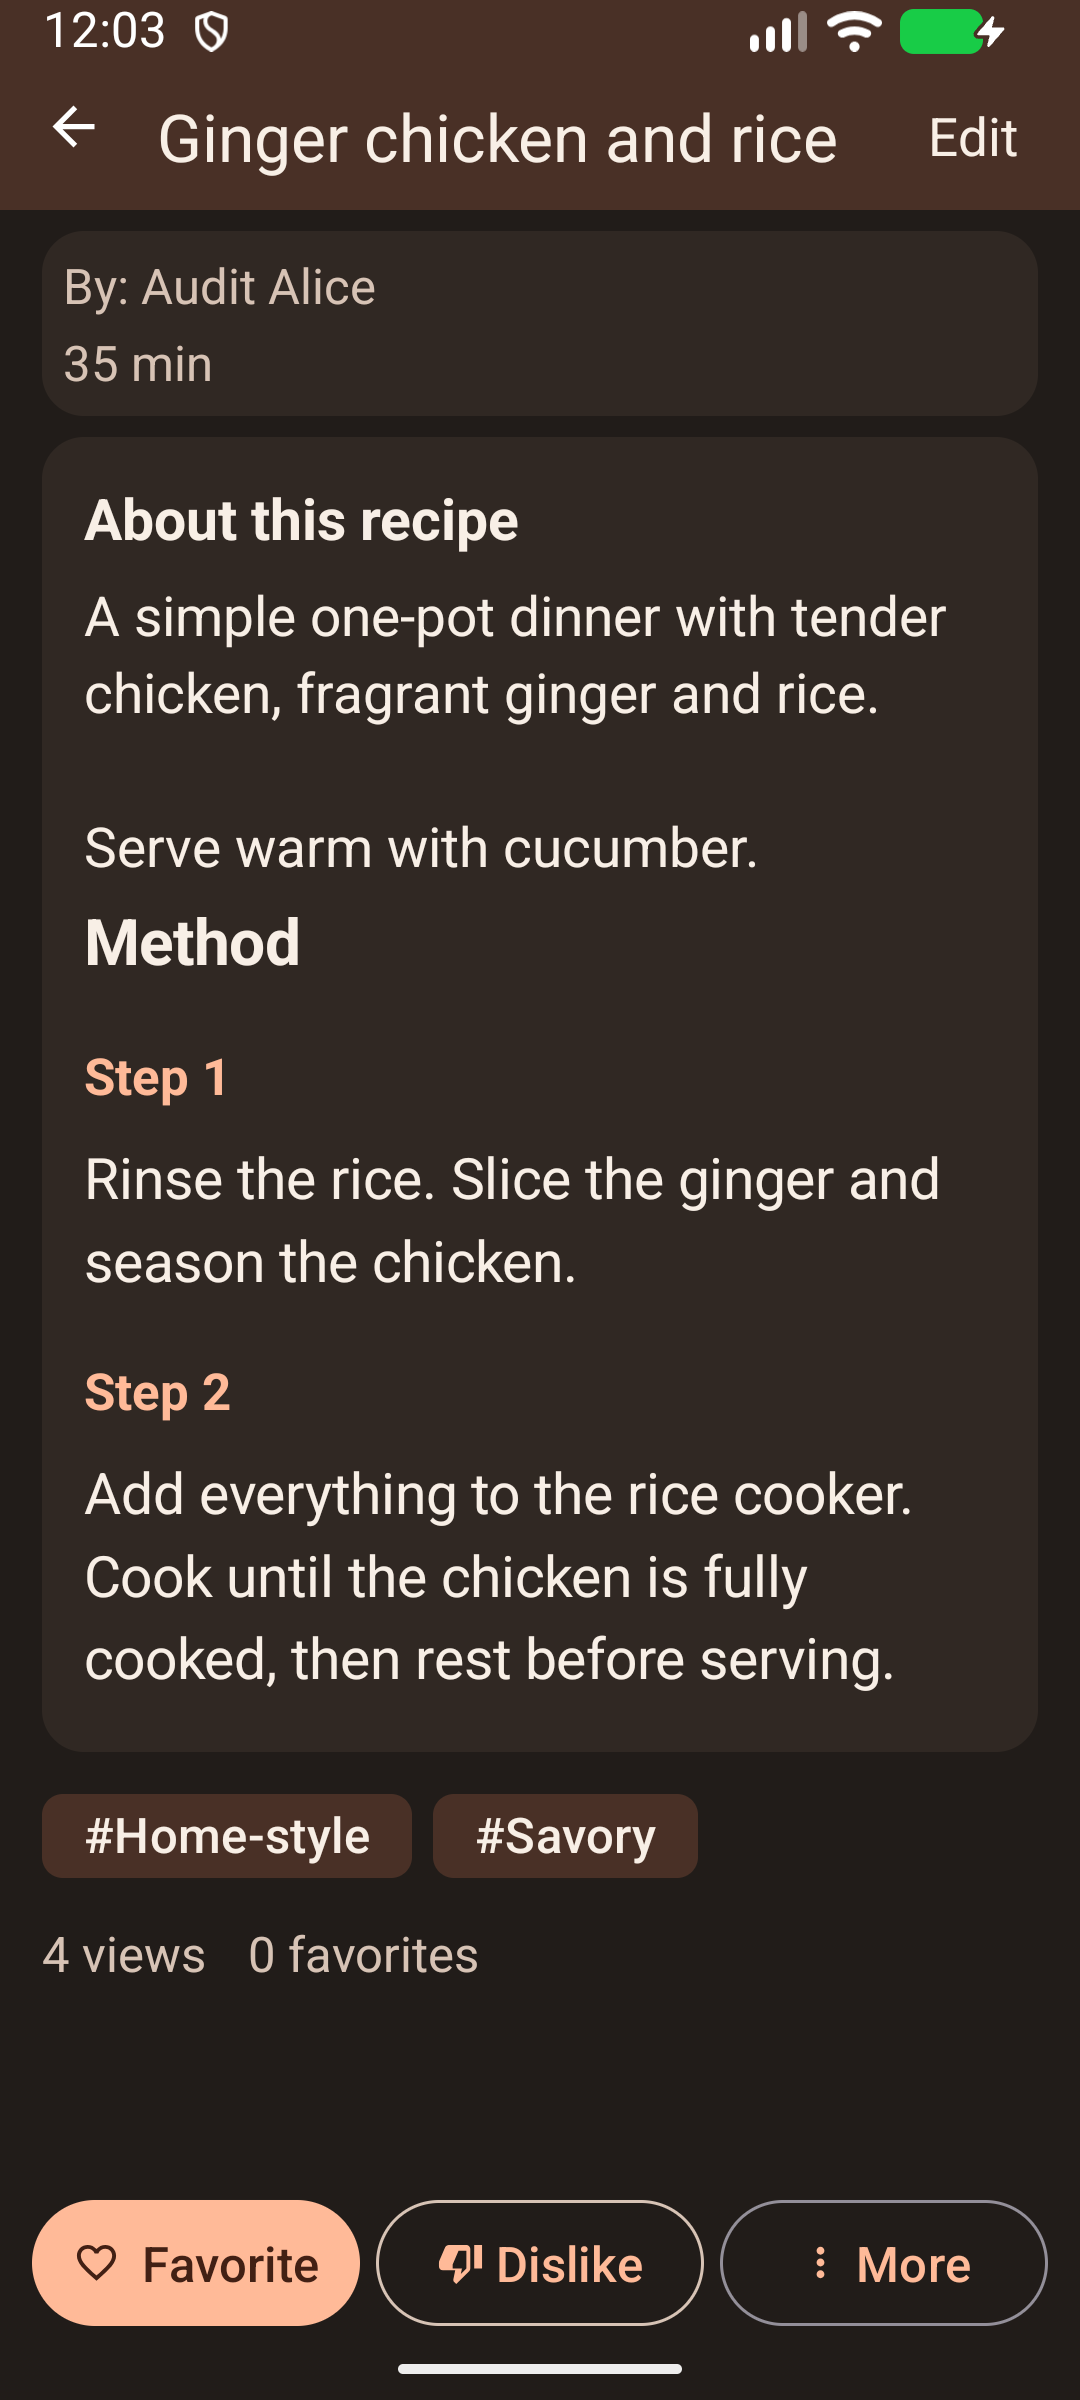 12:03
Ginger chicken and rice
Edit
By: Audit Alice
35 min
About this recipe
A simple one-pot dinner with tender
chicken, fragrant ginger and rice.
Serve warm with cucumber.
Method
Step 1
Rinse the rice. Slice the ginger and
season the chicken.
Step 2
Add everything to the rice cooker.
Cook until the chicken is fully
cooked, then rest before serving.
#Home-style #Savory
4 views 0 favorites
Favorite Dislike More